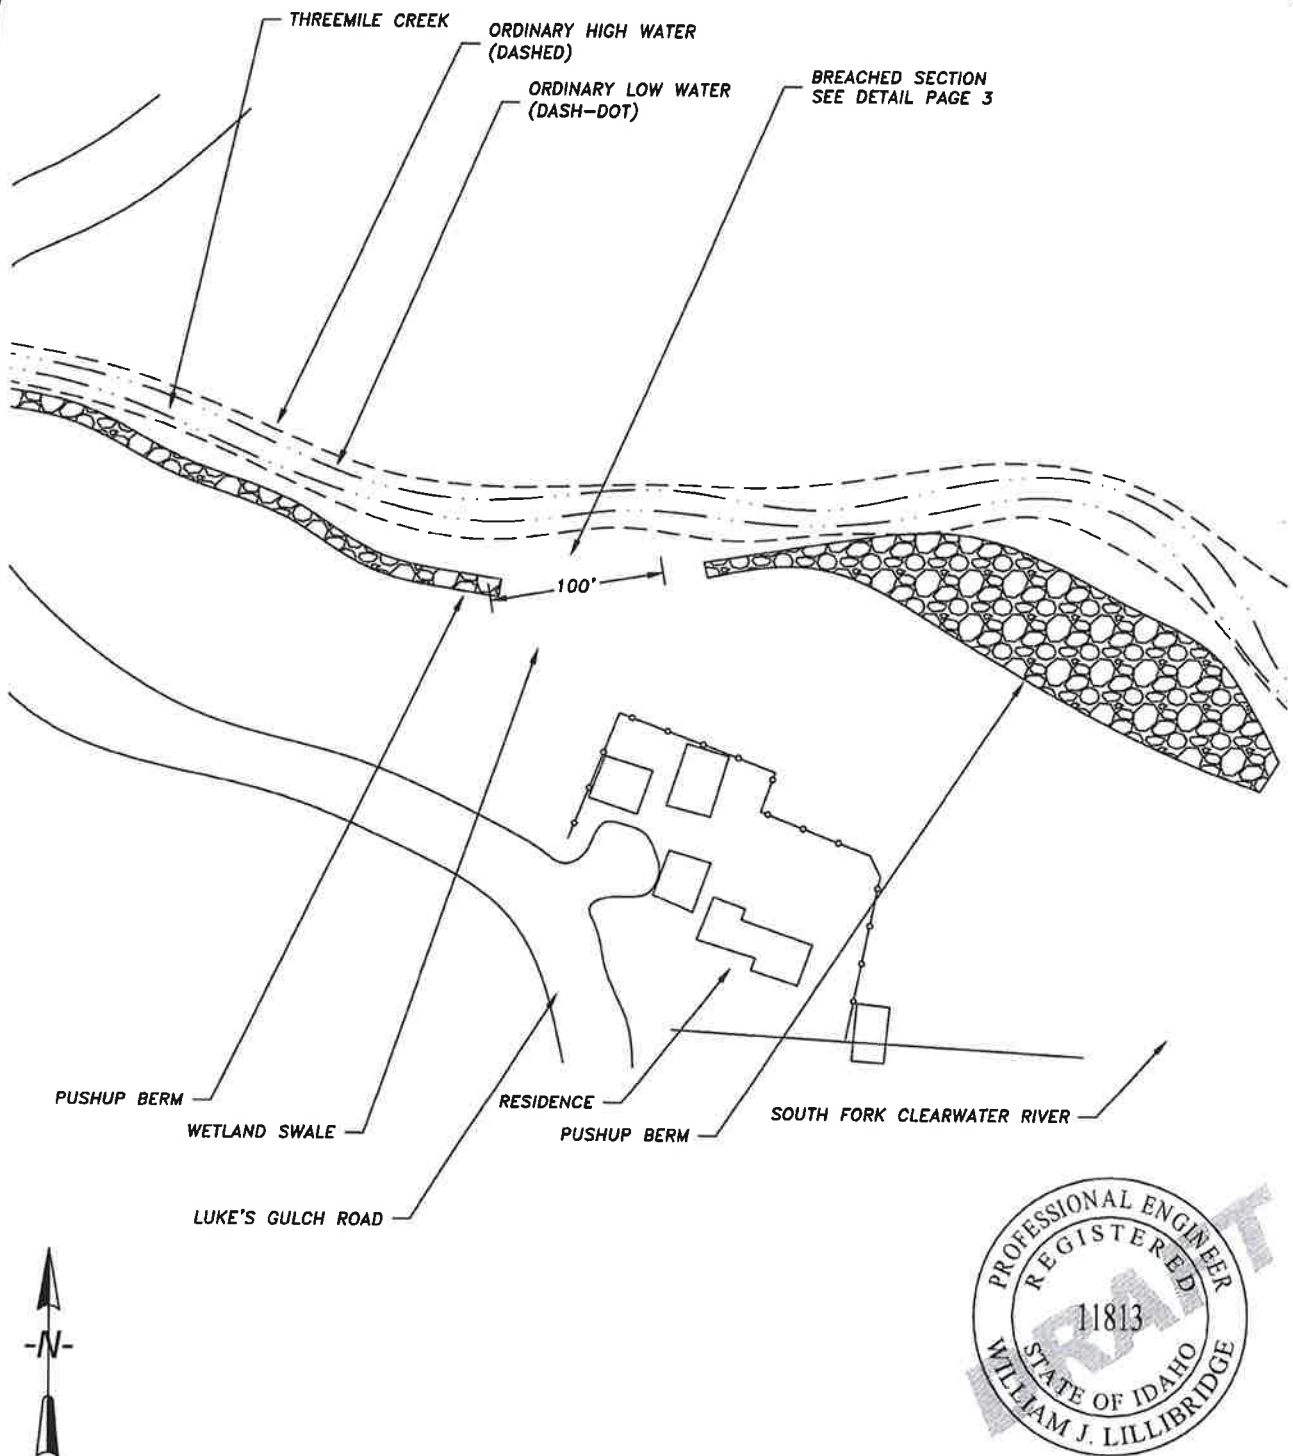 THREEMILE CREEK
ORDINARY HIGH WATER
(DASHED)
ORDINARY LOW WATER
(DASH-DOT)
BREACHED SECTION
SEE DETAIL PAGE 3
100'
PUSHUP BERM
WETLAND SWALE
LUKE'S GULCH ROAD
RESIDENCE
PUSHUP BERM
SOUTH FORK CLEARWATER RIVER
-N-
PROFESSIONAL ENGINEER
REGISTERED
11813
STATE OF IDAHO
WILLIAM J. LILLIBRIDGE
DRAFT